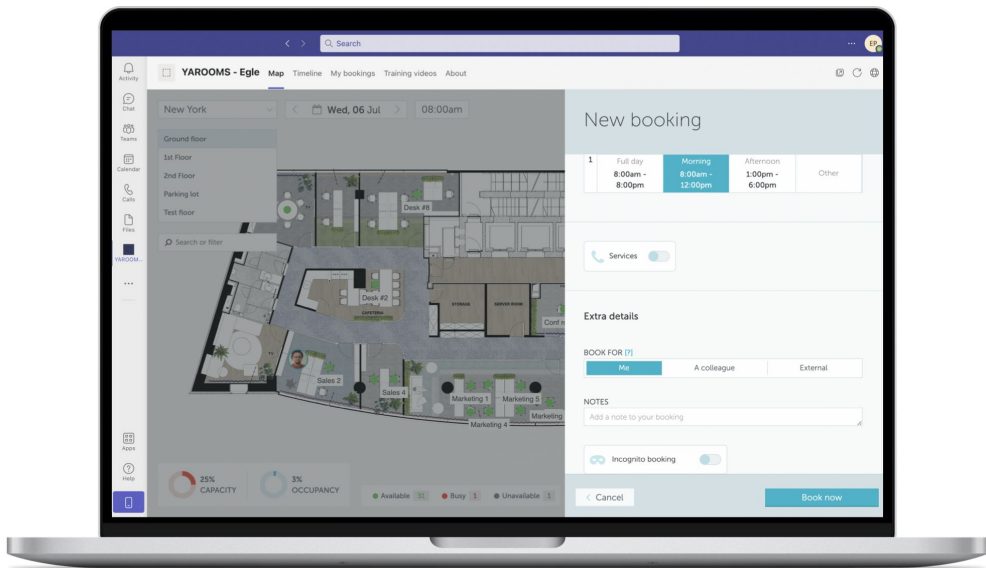 Search
EP
Activity
Chat
Teams
Calendar
Calls
Files
YAROOM...
Apps
Help
YAROOMS - Egle Map Timeline My bookings Training videos About
New York
Wed, 06 Jul
08:00am
Ground floor
1st Floor
2nd Floor
Parking lot
Test floor
Search or filter
Desk #8
Desk #2
CAFETERIA
STORAGE
SERVER ROOM
Conf r
TV
Sales 2
Sales 4
Marketing 1
Marketing 5
Marketing
Marketing 4
25%
CAPACITY
3%
OCCUPANCY
Available 31 Busy 1 Unavailable 1
New booking
1
Full day
8:00am -
8:00pm
Morning
8:00am -
12:00pm
Afternoon
1:00pm -
6:00pm
Other
Services
Extra details
BOOK FOR [?]
Me A colleague External
NOTES
Add a note to your booking
Incognito booking
Cancel
Book now